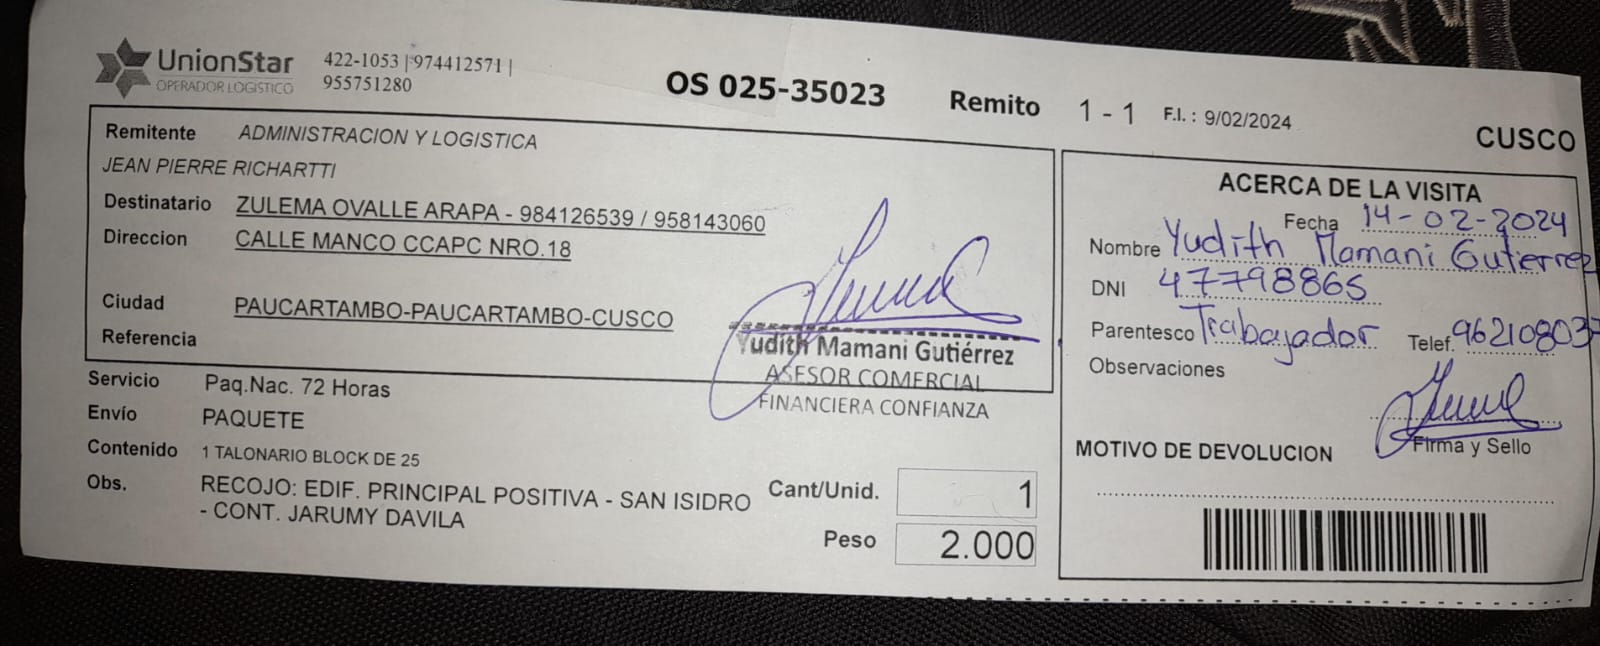 UnionStar
OPERADOR LOGISTICO
422-1053 | 974412571 |
955751280
OS 025-35023
Remito 1 - 1 F.I. : 9/02/2024
CUSCO
Remitente ADMINISTRACION Y LOGISTICA
JEAN PIERRE RICHARTTI
Destinatario ZULEMA OVALLE ARAPA - 984126539 / 958143060
Direccion CALLE MANCO CCAPC NRO.18
Ciudad PAUCARTAMBO-PAUCARTAMBO-CUSCO
Referencia
Yudith Mamani Gutiérrez
ASESOR COMERCIAL
FINANCIERA CONFIANZA
Servicio Paq.Nac. 72 Horas
Envío PAQUETE
Contenido 1 TALONARIO BLOCK DE 25
Obs. RECOJO: EDIF. PRINCIPAL POSITIVA - SAN ISIDRO
- CONT. JARUMY DAVILA
Cant/Unid. 1
Peso 2.000
ACERCA DE LA VISITA
Fecha 14-02-2024
Nombre Yudith Mamani Gutierrez
DNI 47798865
Parentesco Trabajador Telef. 962108037
Observaciones
Firma y Sello
MOTIVO DE DEVOLUCION